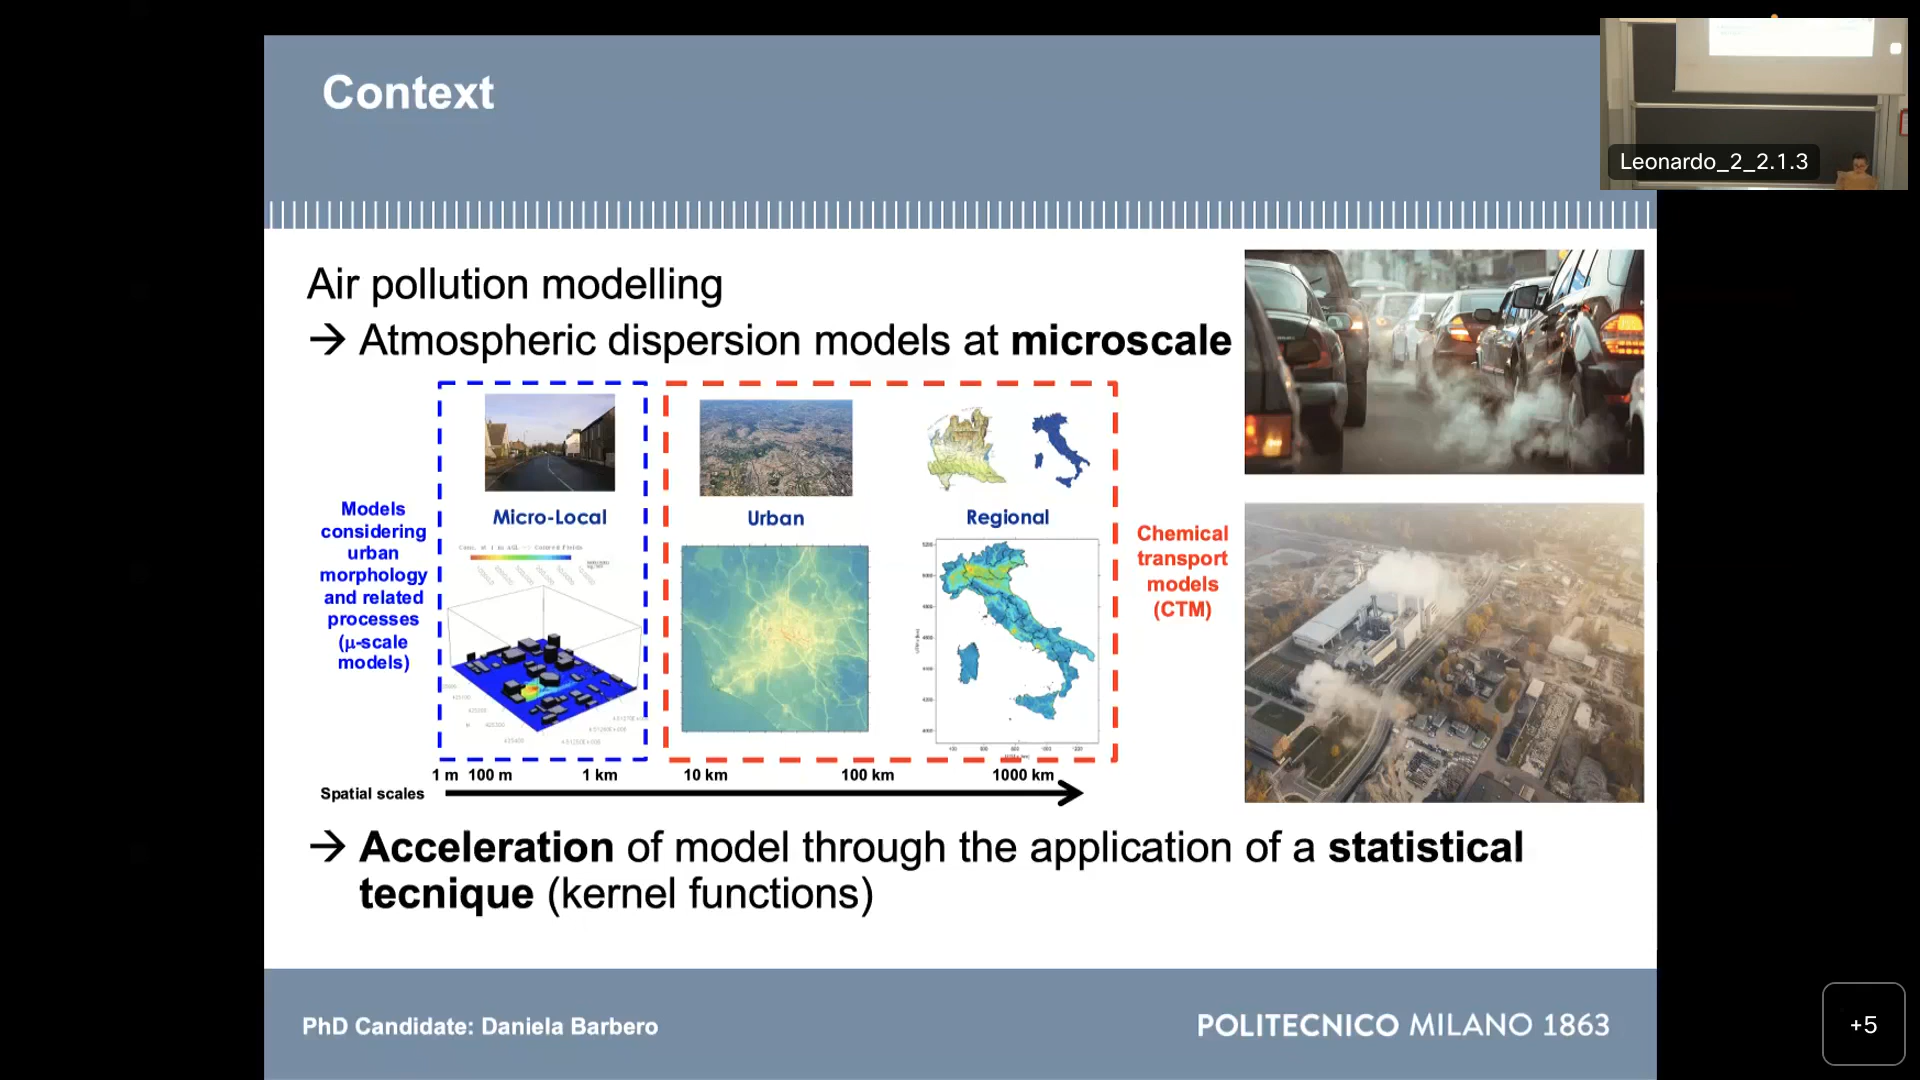 Context
Leonardo_2_2.1.3
Air pollution modelling
→ Atmospheric dispersion models at microscale
Models
considering
urban
morphology
and related
processes
(μ-scale
models)
Micro-Local
Urban
Regional
Chemical
transport
models
(CTM)
1 m 100 m 1 km 10 km 100 km 1000 km
Spatial scales
→ Acceleration of model through the application of a statistical
tecnique (kernel functions)
PhD Candidate: Daniela Barbero
POLITECNICO MILANO 1863
+5